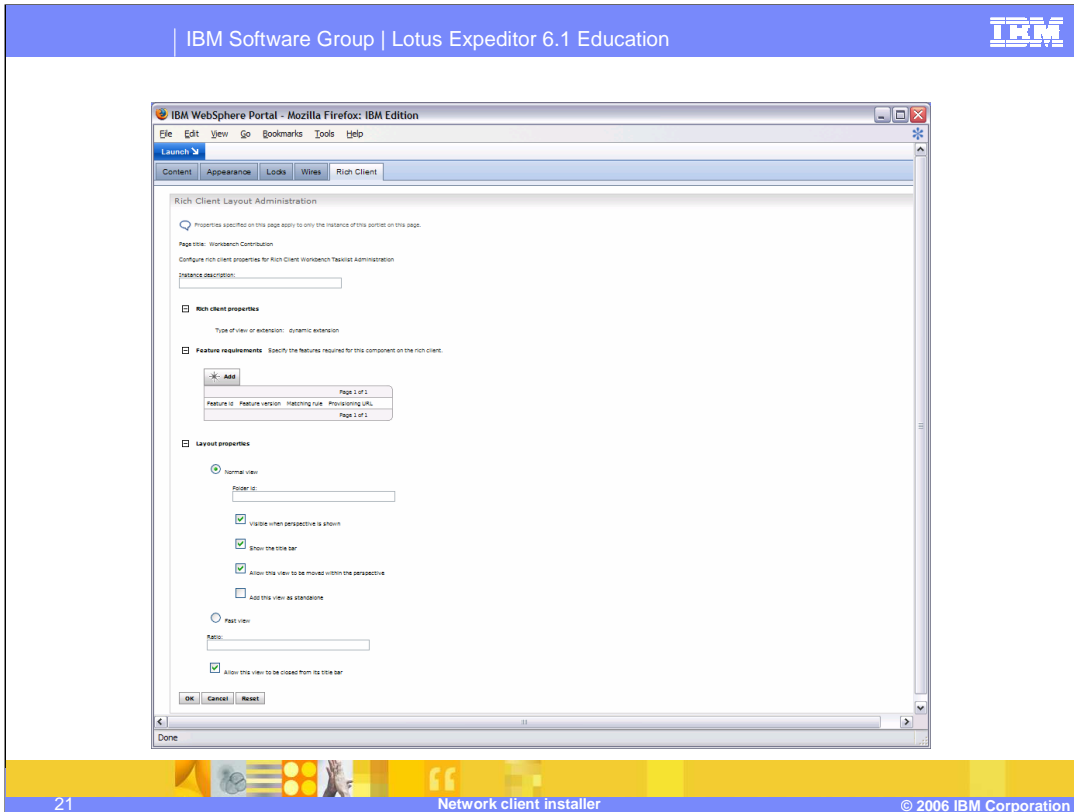 IBM Software Group | Lotus Expeditor 6.1 Education
IBM
IBM WebSphere Portal - Mozilla Firefox: IBM Edition
File Edit View Go Bookmarks Tools Help
Launch
Content Appearance Locks Wires Rich Client
Rich Client Layout Administration
Properties specified on this page apply to only the instance of this portlet on this page.
Page title: Workbench Contribution
Configure rich client properties for Rich Client Workbench Tasklist Administration
Instance description:
Rich client properties
Type of view or extension: dynamic extension
Feature requirements Specify the features required for this component on the rich client.
Add
Page 1 of 1
Feature id Feature version Matching rule Provisioning URL
Page 1 of 1
Layout properties
Normal view
Folder id:
Visible when perspective is shown
Show the title bar
Allow this view to be moved within the perspective
Add this view as standalone
Fast view
Ratio:
Allow this view to be closed from its title bar
OK Cancel Reset
Done
21
Network client installer
© 2006 IBM Corporation